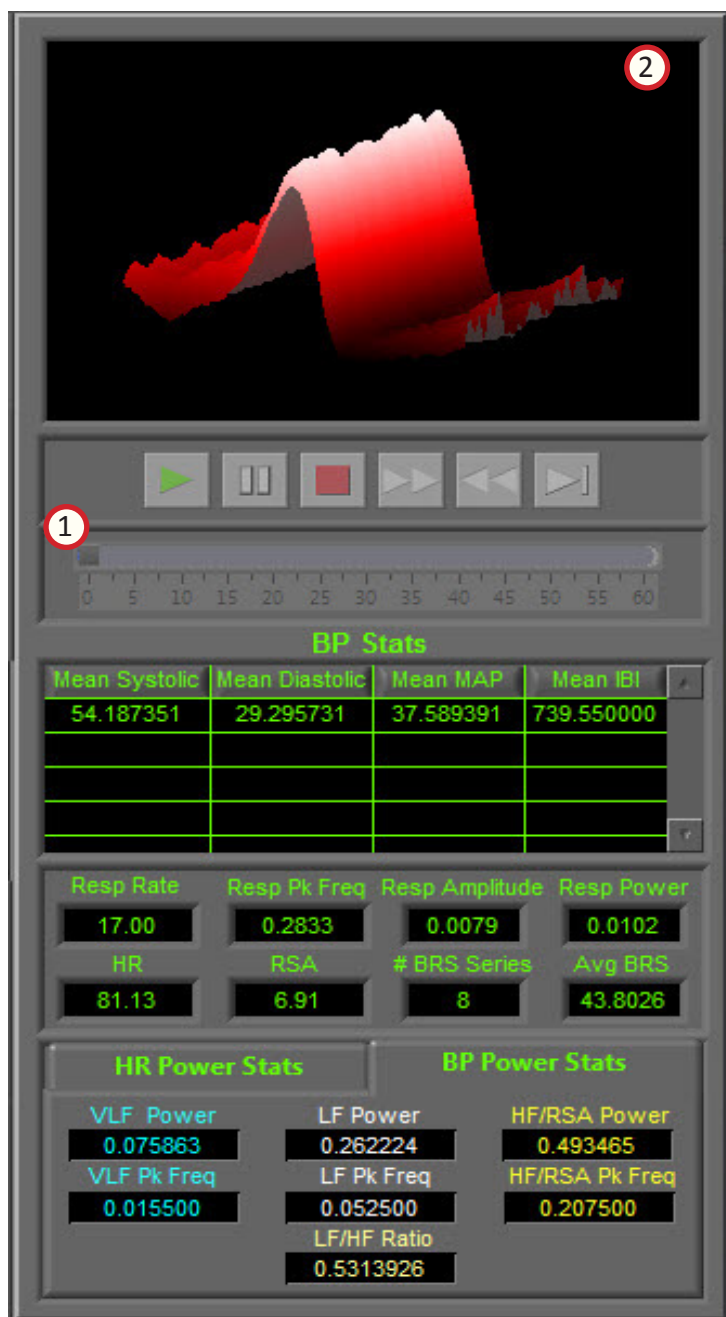 2
1
0 5 10 15 20 25 30 35 40 45 50 55 60
BP Stats
Mean Systolic Mean Diastolic Mean MAP Mean IBI
54.187351 29.295731 37.589391 739.550000
Resp Rate Resp Pk Freq Resp Amplitude Resp Power
17.00 0.2833 0.0079 0.0102
HR RSA # BRS Series Avg BRS
81.13 6.91 8 43.8026
HR Power Stats BP Power Stats
VLF Power LF Power HF/RSA Power
0.075863 0.262224 0.493465
VLF Pk Freq LF Pk Freq HF/RSA Pk Freq
0.015500 0.052500 0.207500
LF/HF Ratio
0.5313926